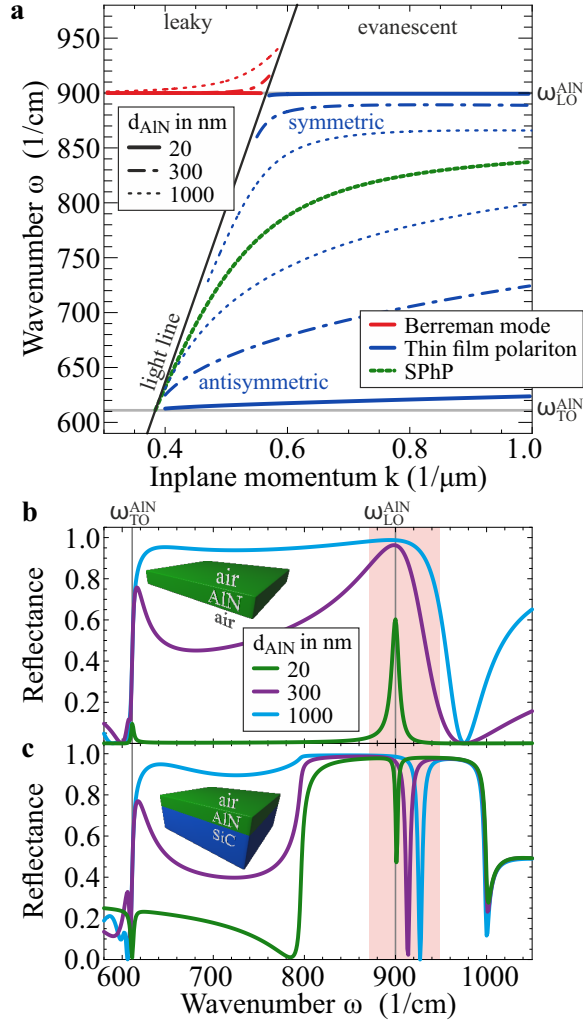 a
leaky
evanescent
950
900
850
800
750
700
650
600
Wavenumber ω (1/cm)
ω_LO^AlN
d_AlN in nm
20
300
1000
symmetric
light line
antisymmetric
Berreman mode
Thin film polariton
SPhP
ω_TO^AlN
0.4
0.6
0.8
1.0
Inplane momentum k (1/μm)
b
ω_TO^AlN
ω_LO^AlN
1.0
0.8
0.6
0.4
0.2
Reflectance
air
AlN
air
d_AlN in nm
20
300
1000
c
1.0
0.8
0.6
0.4
0.2
0.0
Reflectance
air
AlN
SiC
600
700
800
900
1000
Wavenumber ω (1/cm)